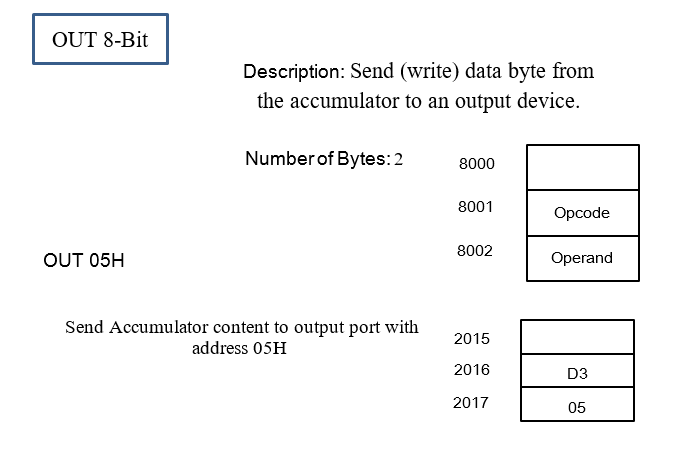 OUT 8-Bit
Description: Send (write) data byte from
the accumulator to an output device.
Number of Bytes: 2
8000
8001 Opcode
8002 Operand
OUT 05H
Send Accumulator content to output port with
address 05H
2015
2016 D3
2017 05